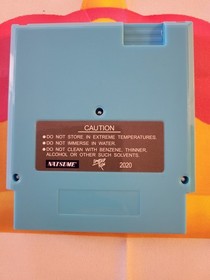 CAUTION
• DO NOT STORE IN EXTREME TEMPERATURES.
• DO NOT IMMERSE IN WATER.
• DO NOT CLEAN WITH BENZENE, THINNER,
ALCOHOL OR OTHER SUCH SOLVENTS.
NATSUME 2020